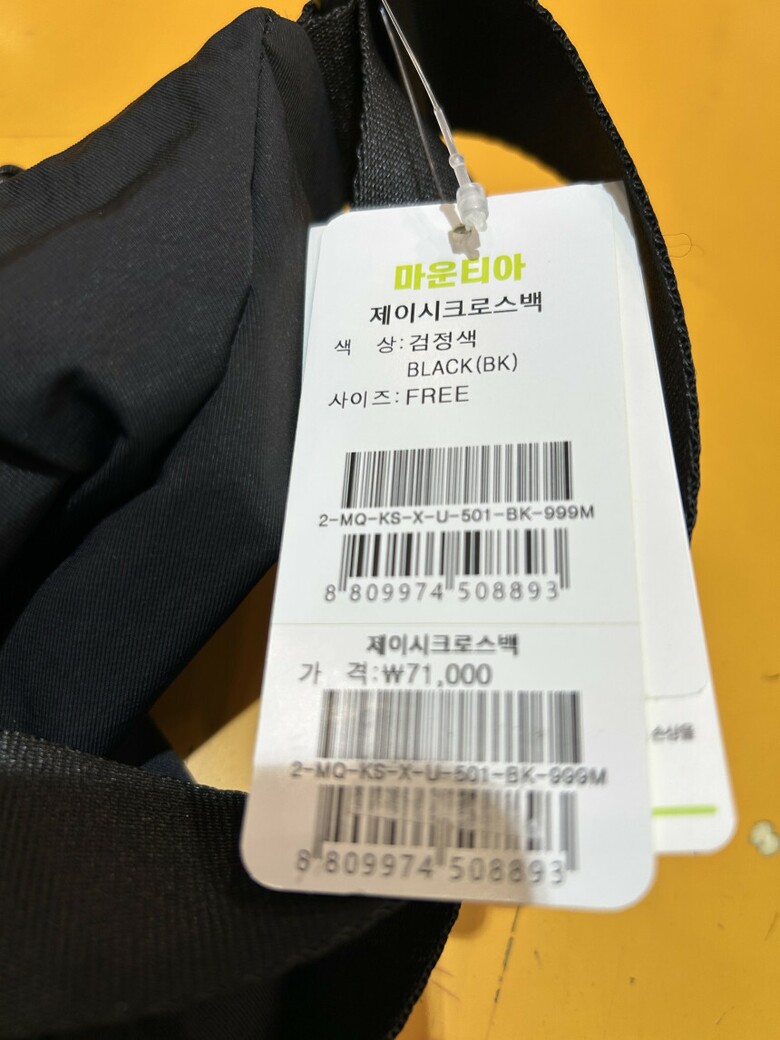 마운티아
제이시크로스백
색 상:검정색
BLACK(BK)
사이즈:FREE
2-MQ-KS-X-U-501-BK-999M
8 809974 508893
제이시크로스백
가 격:₩71,000
2-MQ-KS-X-U-501-BK-999M
8 809974 508893